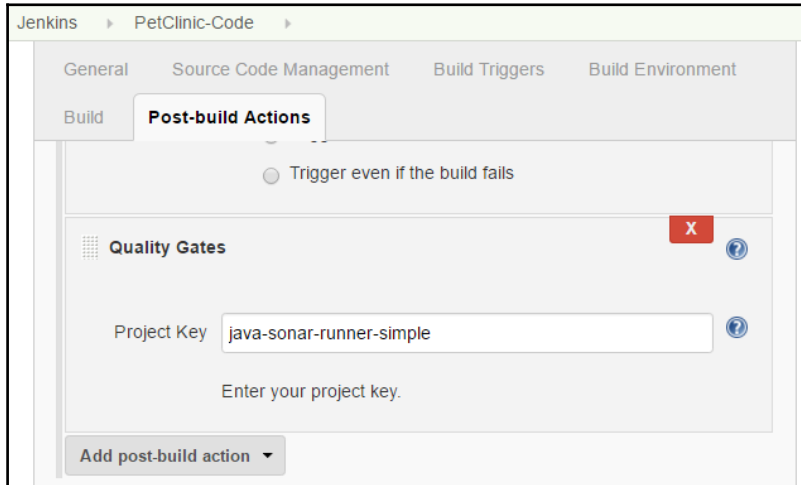 Jenkins PetClinic-Code
General Source Code Management Build Triggers Build Environment
Build Post-build Actions
Trigger even if the build fails
X
Quality Gates
Project Key java-sonar-runner-simple
Enter your project key.
Add post-build action